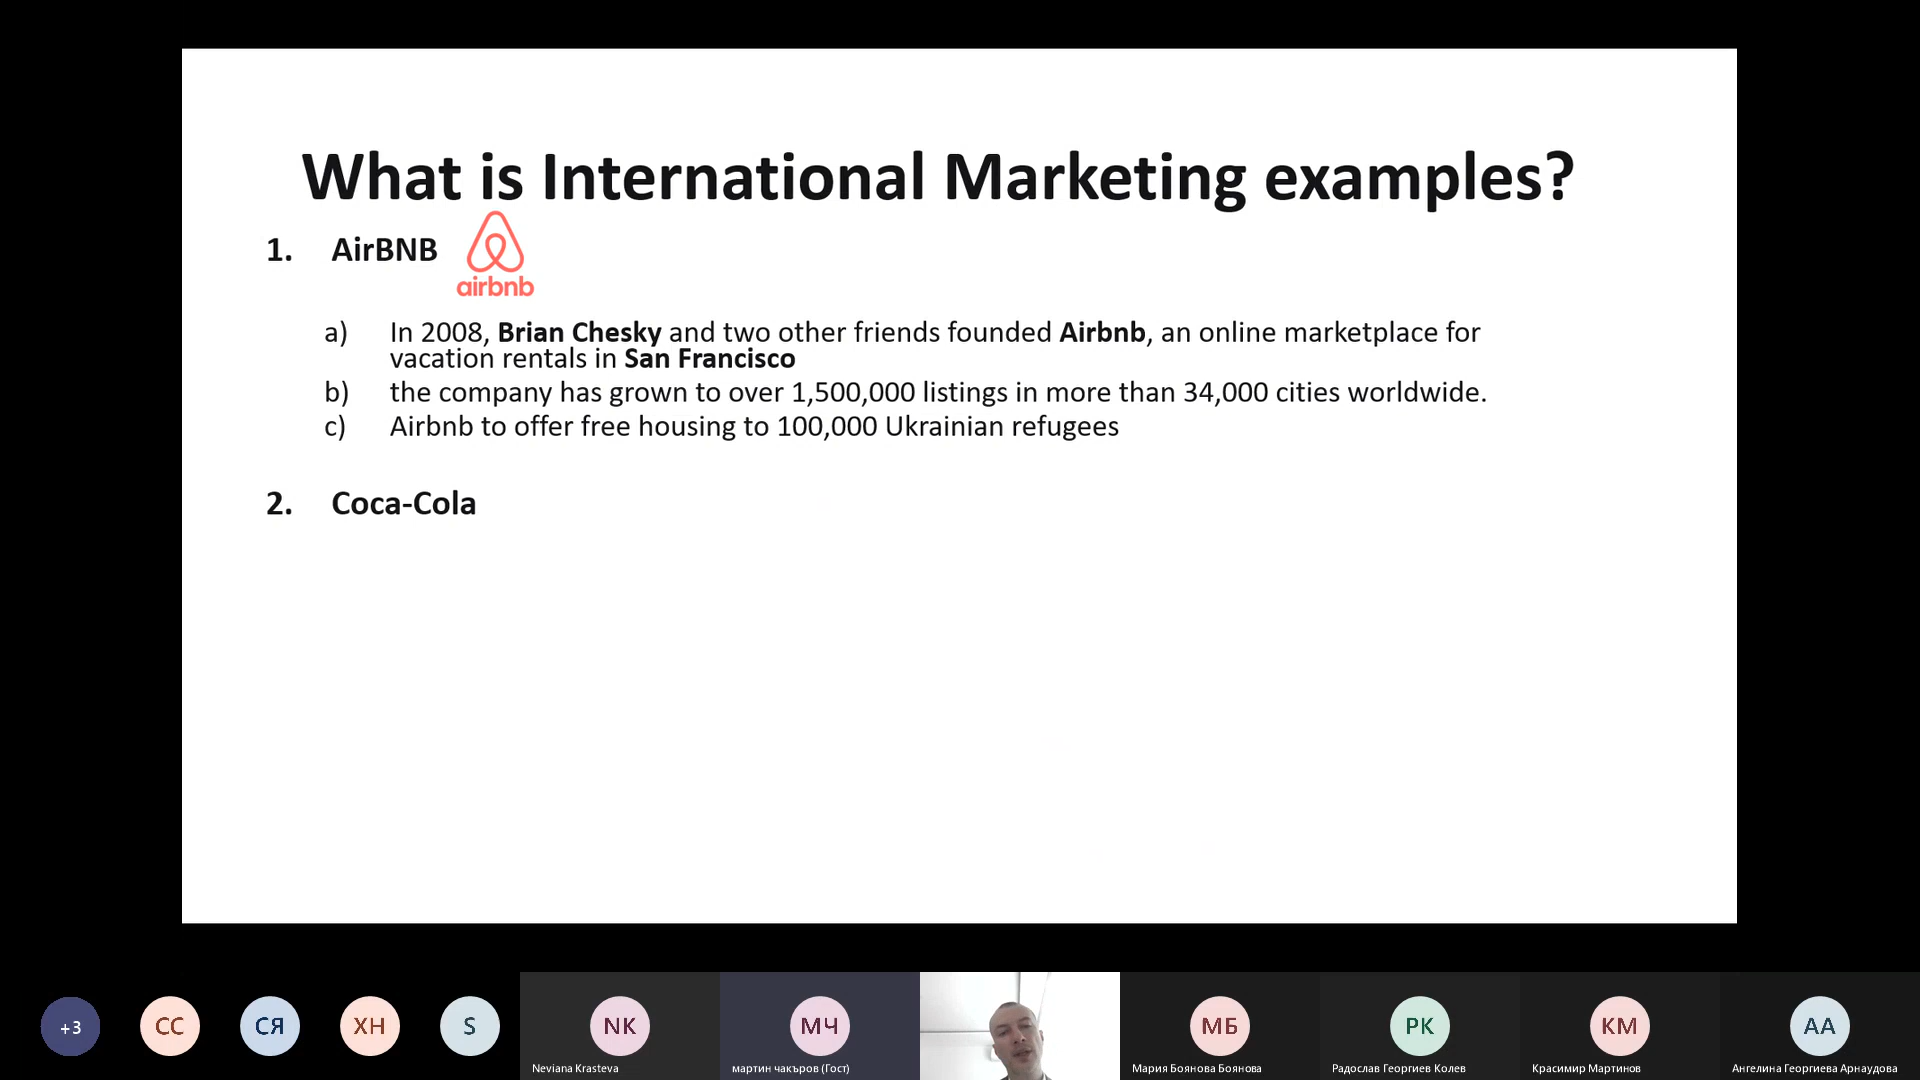 What is International Marketing examples?
1. AirBNB
airbnb
a) In 2008, Brian Chesky and two other friends founded Airbnb, an online marketplace for
vacation rentals in San Francisco
b) the company has grown to over 1,500,000 listings in more than 34,000 cities worldwide.
c) Airbnb to offer free housing to 100,000 Ukrainian refugees
2. Coca-Cola
+3
СС
СЯ
ХН
S
NK
МЧ
МБ
РК
КМ
АА
Neviana Krasteva
мартин чакъров (Гост)
Мария Боянова Боянова
Радослав Георгиев Колев
Красимир Мартинов
Ангелина Георгиева Арнаудова